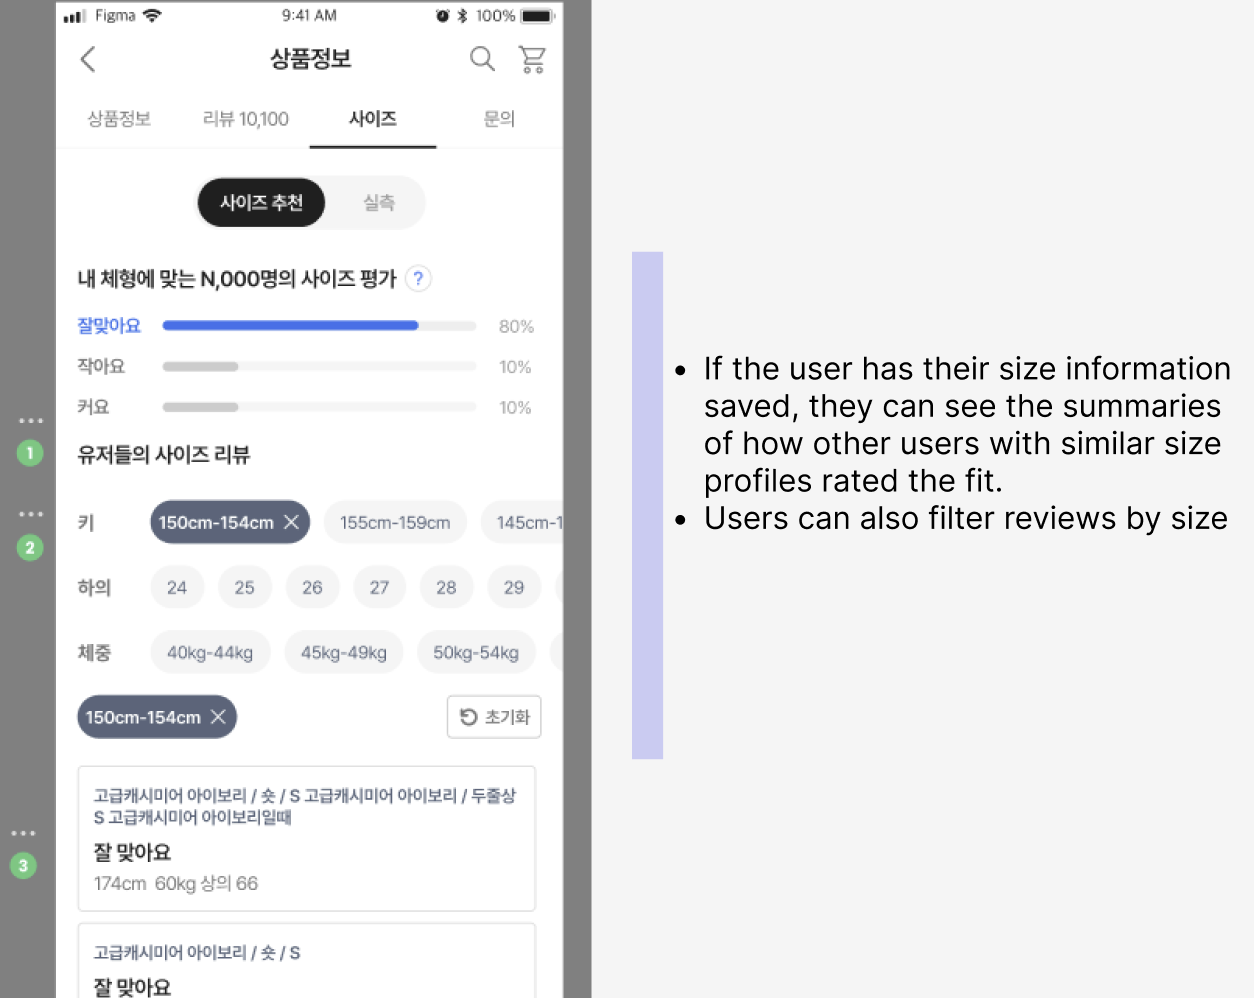 Figma 9:41 AM 100%
상품정보
상품정보 리뷰 10,100 사이즈 문의
사이즈 추천 실측
내 체형에 맞는 N,000명의 사이즈 평가 ?
잘맞아요 80%
작아요 10%
커요 10%
1
유저들의 사이즈 리뷰
2
키 150cm-154cm 155cm-159cm 145cm-1
하의 24 25 26 27 28 29
체중 40kg-44kg 45kg-49kg 50kg-54kg
150cm-154cm 초기화
고급캐시미어 아이보리 / 숏 / S 고급캐시미어 아이보리 / 두줄상
S 고급캐시미어 아이보리일때
잘 맞아요
3
174cm 60kg 상의 66
고급캐시미어 아이보리 / 숏 / S
잘 맞아요
• If the user has their size information
saved, they can see the summaries
of how other users with similar size
profiles rated the fit.
• Users can also filter reviews by size